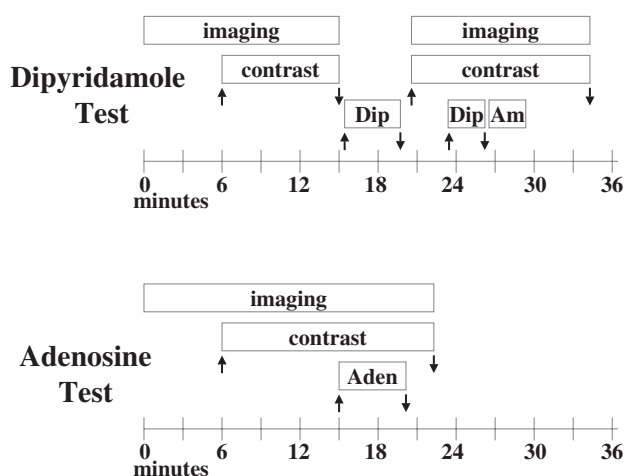 imaging imaging
contrast contrast
Dipyridamole
Test
Dip Dip Am
0 6 12 18 24 30 36
minutes
imaging
contrast
Adenosine
Test
Aden
0 6 12 18 24 30 36
minutes